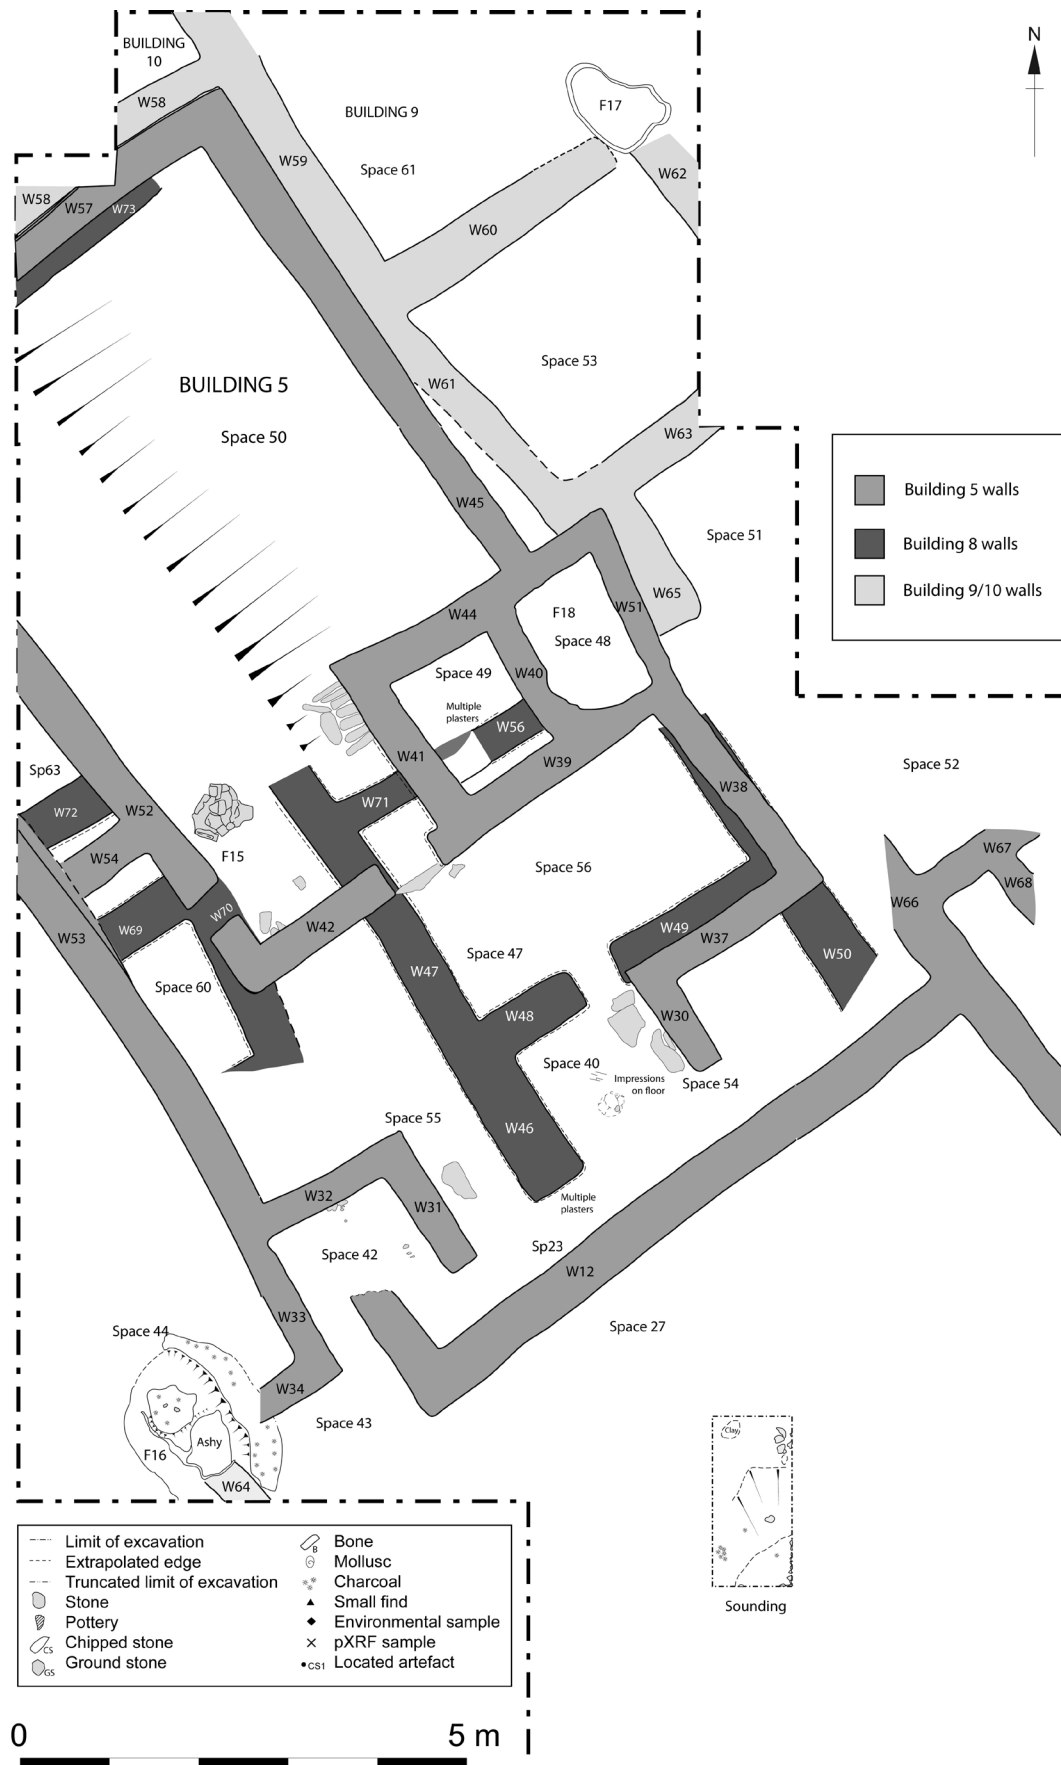 BUILDING
10
N
W58
BUILDING 9
F17
W59
Space 61
W62
W58
W57
W73
W60
Space 53
BUILDING 5
W61
Space 50
W63
W45
Space 51
Building 5 walls
Building 8 walls
Building 9/10 walls
W65
W51
F18
W44
Space 48
Space 49
W40
Multiple
plasters
W56
W41
W39
Sp63
Space 52
W38
W72
W52
W71
W54
F15
Space 56
W67
W68
W66
W70
W69
W42
W49
W37
W53
Space 47
W50
W47
Space 60
W48
W30
Space 40
Impressions
on floor
Space 54
Space 55
W46
W32
W31
Multiple
plasters
Space 42
Sp23
W12
W33
Space 44
Space 27
W34
Space 43
F16
Ashy
W64
Clay
Sounding
Limit of excavation
Extrapolated edge
Truncated limit of excavation
Stone
Pottery
CS Chipped stone
GS Ground stone
B Bone
Mollusc
Charcoal
Small find
Environmental sample
pXRF sample
CS1 Located artefact
0 5 m